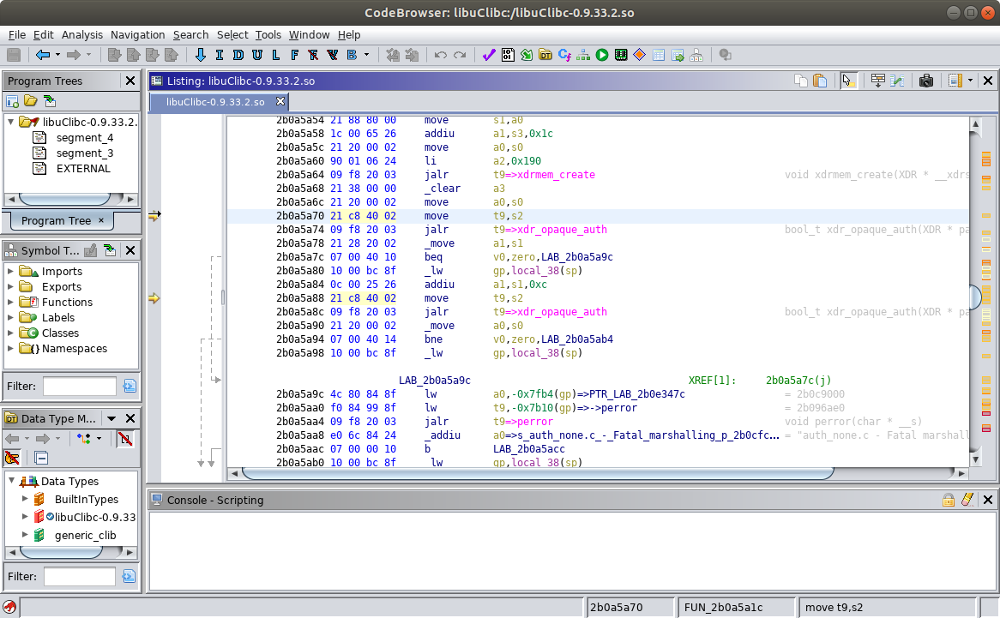 CodeBrowser: libuClibc:/libuClibc-0.9.33.2.so
File Edit Analysis Navigation Search Select Tools Window Help
I D U L F V B
Program Trees
libuClibc-0.9.33.2.
segment_4
segment_3
EXTERNAL
Program Tree ×
Symbol T...
Imports
Exports
Functions
Labels
Classes
Namespaces
Filter:
Data Type M...
Data Types
BuiltInTypes
libuClibc-0.9.33
generic_clib
Filter:
Listing: libuClibc-0.9.33.2.so
libuClibc-0.9.33.2.so
2b0a5a54 21 88 80 00 move s1,a0
2b0a5a58 1c 00 65 26 addiu a1,s3,0x1c
2b0a5a5c 21 20 00 02 move a0,s0
2b0a5a60 90 01 06 24 li a2,0x190
2b0a5a64 09 f8 20 03 jalr t9=>xdrmem_create void xdrmem_create(XDR * __xdrs
2b0a5a68 21 38 00 00 _clear a3
2b0a5a6c 21 20 00 02 move a0,s0
2b0a5a70 21 c8 40 02 move t9,s2
2b0a5a74 09 f8 20 03 jalr t9=>xdr_opaque_auth bool_t xdr_opaque_auth(XDR * pa
2b0a5a78 21 28 20 02 _move a1,s1
2b0a5a7c 07 00 40 10 beq v0,zero,LAB_2b0a5a9c
2b0a5a80 10 00 bc 8f _lw gp,local_38(sp)
2b0a5a84 0c 00 25 26 addiu a1,s1,0xc
2b0a5a88 21 c8 40 02 move t9,s2
2b0a5a8c 09 f8 20 03 jalr t9=>xdr_opaque_auth bool_t xdr_opaque_auth(XDR * pa
2b0a5a90 21 20 00 02 _move a0,s0
2b0a5a94 07 00 40 14 bne v0,zero,LAB_2b0a5ab4
2b0a5a98 10 00 bc 8f _lw gp,local_38(sp)
LAB_2b0a5a9c XREF[1]: 2b0a5a7c(j)
2b0a5a9c 4c 80 84 8f lw a0,-0x7fb4(gp)=>PTR_LAB_2b0e347c = 2b0c9000
2b0a5aa0 f0 84 99 8f lw t9,-0x7b10(gp)=>->perror = 2b096ae0
2b0a5aa4 09 f8 20 03 jalr t9=>perror void perror(char * __s)
2b0a5aa8 e0 6c 84 24 _addiu a0=>s_auth_none.c_-_Fatal_marshalling_p_2b0cfc... = "auth_none.c - Fatal marshall
2b0a5aac 07 00 00 10 b LAB_2b0a5acc
2b0a5ab0 10 00 bc 8f _lw gp,local_38(sp)
Console - Scripting
2b0a5a70 FUN_2b0a5a1c move t9,s2